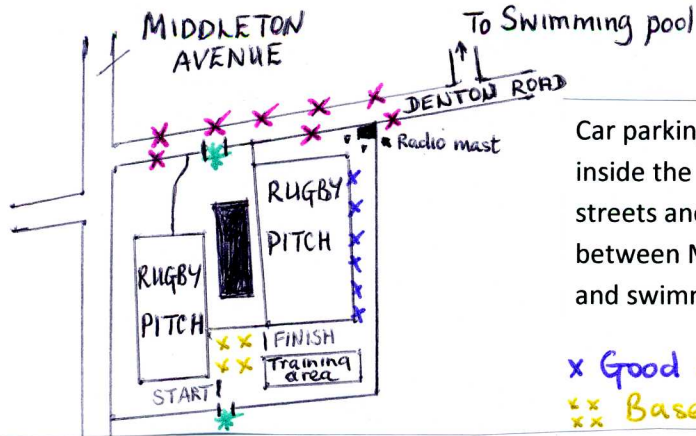 MIDDLETON
AVENUE
To Swimming pool
DENTON ROAD
Radio mast
RUGBY
PITCH
RUGBY
PITCH
FINISH
Training
area
START
Car parkin
inside the
streets and
between M
and swimm
x Good
Base